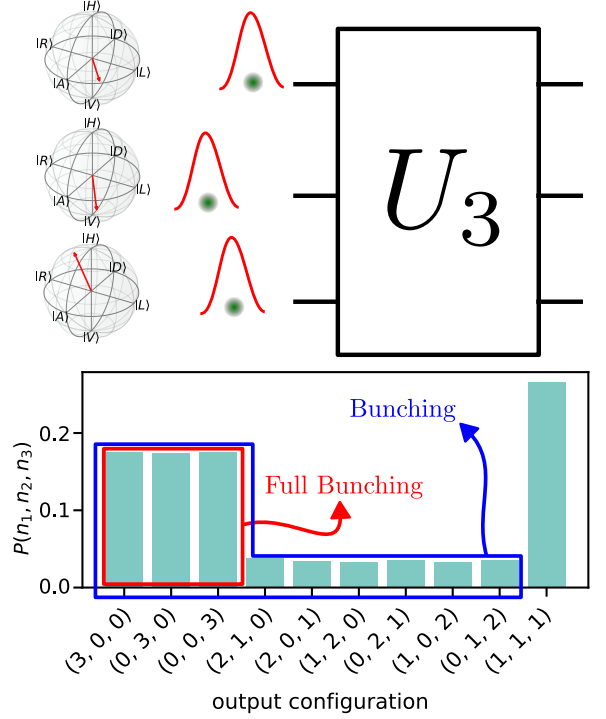 |H⟩
|R⟩ |D⟩
|A⟩ |L⟩
|V⟩
|H⟩
|R⟩ |D⟩
|A⟩ |L⟩
|V⟩
|H⟩
|R⟩ |D⟩
|A⟩ |L⟩
|V⟩
U₃
P(n₁, n₂, n₃)
0.2
0.1
0.0
Bunching
Full Bunching
(3, 0, 0)
(0, 3, 0)
(0, 0, 3)
(2, 1, 0)
(2, 0, 1)
(1, 2, 0)
(0, 2, 1)
(1, 0, 2)
(0, 1, 2)
(1, 1, 1)
output configuration